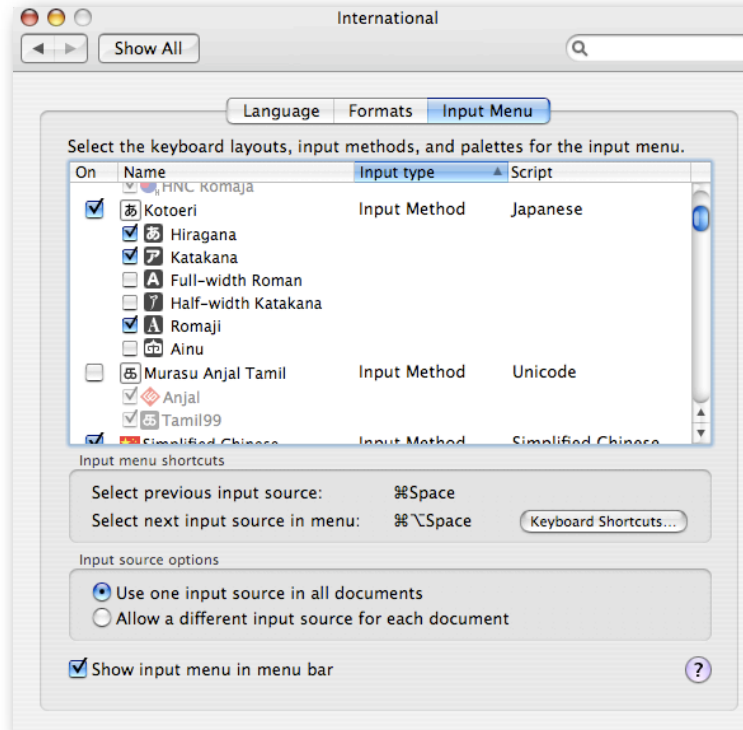 International
Show All
Language Formats Input Menu
Select the keyboard layouts, input methods, and palettes for the input menu.
On Name Input type Script
HNC Romaja
あ Kotoeri Input Method Japanese
あ Hiragana
ア Katakana
A Full-width Roman
ア Half-width Katakana
A Romaji
Ainu
Murasu Anjal Tamil Input Method Unicode
Anjal
Tamil99
Simplified Chinese Input Method Simplified Chinese
Input menu shortcuts
Select previous input source: ⌘Space
Select next input source in menu: ⌘⌥Space Keyboard Shortcuts...
Input source options
Use one input source in all documents
Allow a different input source for each document
Show input menu in menu bar ?